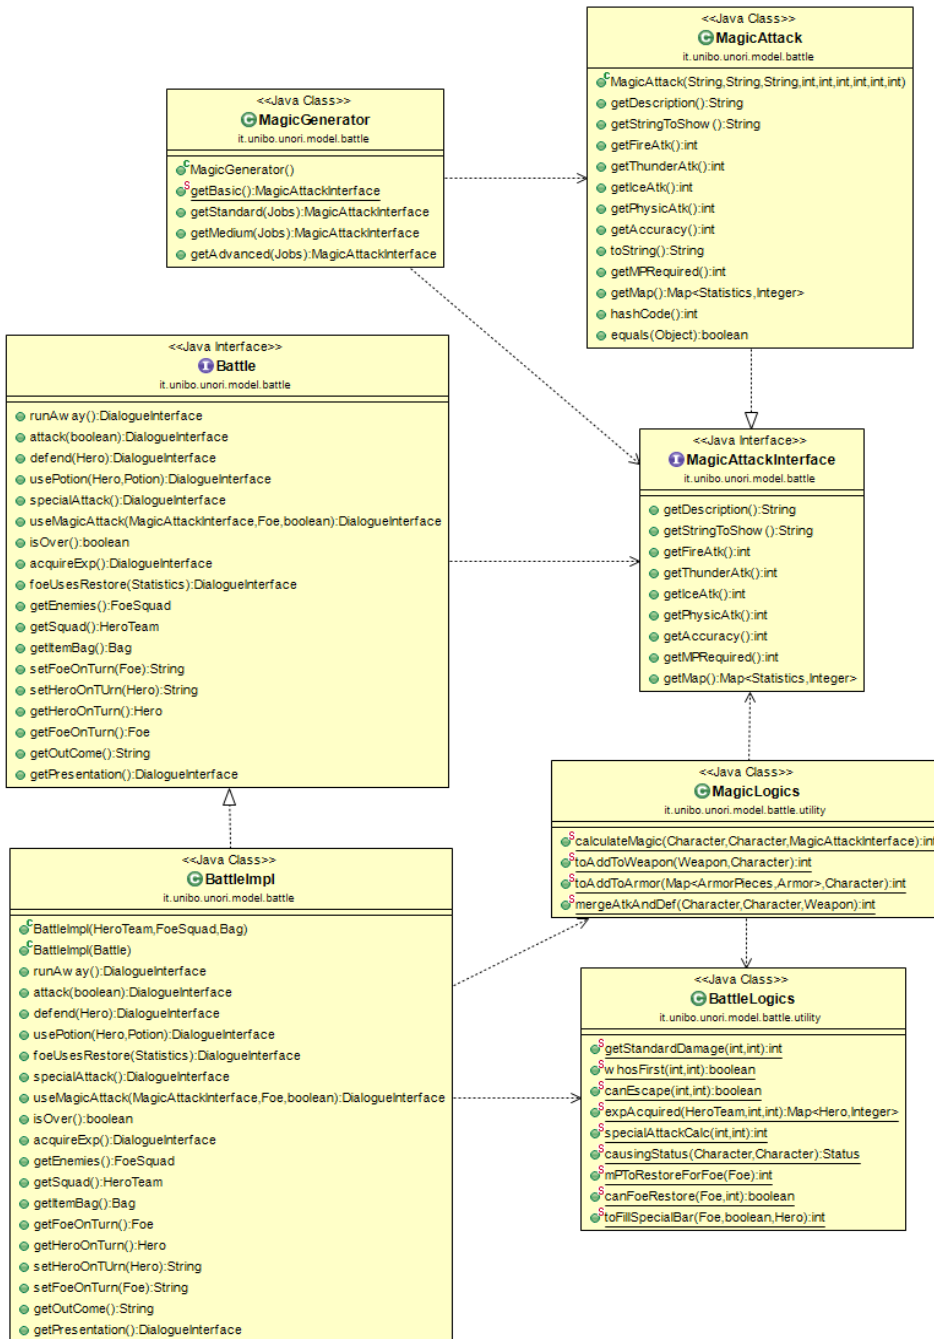 <<Java Class>>
MagicAttack
it.unibo.unori.model.battle
MagicAttack(String,String,String,int,int,int,int,int,int)
getDescription():String
getStringToShow():String
getFireAtk():int
getThunderAtk():int
getIceAtk():int
getPhysicAtk():int
getAccuracy():int
toString():String
getMPRequired():int
getMap():Map<Statistics,Integer>
hashCode():int
equals(Object):boolean
<<Java Class>>
MagicGenerator
it.unibo.unori.model.battle
MagicGenerator()
getBasic():MagicAttackInterface
getStandard(Jobs):MagicAttackInterface
getMedium(Jobs):MagicAttackInterface
getAdvanced(Jobs):MagicAttackInterface
<<Java Interface>>
Battle
it.unibo.unori.model.battle
runAway():DialogueInterface
attack(boolean):DialogueInterface
defend(Hero):DialogueInterface
usePotion(Hero,Potion):DialogueInterface
specialAttack():DialogueInterface
useMagicAttack(MagicAttackInterface,Foe,boolean):DialogueInterface
isOver():boolean
acquireExp():DialogueInterface
foeUsesRestore(Statistics):DialogueInterface
getEnemies():FoeSquad
getSquad():HeroTeam
getItemBag():Bag
setFoeOnTurn(Foe):String
setHeroOnTUrn(Hero):String
getHeroOnTurn():Hero
getFoeOnTurn():Foe
getOutCome():String
getPresentation():DialogueInterface
<<Java Interface>>
MagicAttackInterface
it.unibo.unori.model.battle
getDescription():String
getStringToShow():String
getFireAtk():int
getThunderAtk():int
getIceAtk():int
getPhysicAtk():int
getAccuracy():int
getMPRequired():int
getMap():Map<Statistics,Integer>
<<Java Class>>
MagicLogics
it.unibo.unori.model.battle.utility
calculateMagic(Character,Character,MagicAttackInterface):int
toAddToWeapon(Weapon,Character):int
toAddToArmor(Map<ArmorPieces,Armor>,Character):int
mergeAtkAndDef(Character,Character,Weapon):int
<<Java Class>>
BattleImpl
it.unibo.unori.model.battle
BattleImpl(HeroTeam,FoeSquad,Bag)
BattleImpl(Battle)
runAway():DialogueInterface
attack(boolean):DialogueInterface
defend(Hero):DialogueInterface
usePotion(Hero,Potion):DialogueInterface
foeUsesRestore(Statistics):DialogueInterface
specialAttack():DialogueInterface
useMagicAttack(MagicAttackInterface,Foe,boolean):DialogueInterface
isOver():boolean
acquireExp():DialogueInterface
getEnemies():FoeSquad
getSquad():HeroTeam
getItemBag():Bag
getFoeOnTurn():Foe
getHeroOnTurn():Hero
setHeroOnTUrn(Hero):String
setFoeOnTurn(Foe):String
getOutCome():String
getPresentation():DialogueInterface
<<Java Class>>
BattleLogics
it.unibo.unori.model.battle.utility
getStandardDamage(int,int):int
whosFirst(int,int):boolean
canEscape(int,int):boolean
expAcquired(HeroTeam,int,int):Map<Hero,Integer>
specialAttackCalc(int,int):int
causingStatus(Character,Character):Status
mPToRestoreForFoe(Foe):int
canFoeRestore(Foe,int):boolean
toFillSpecialBar(Foe,boolean,Hero):int